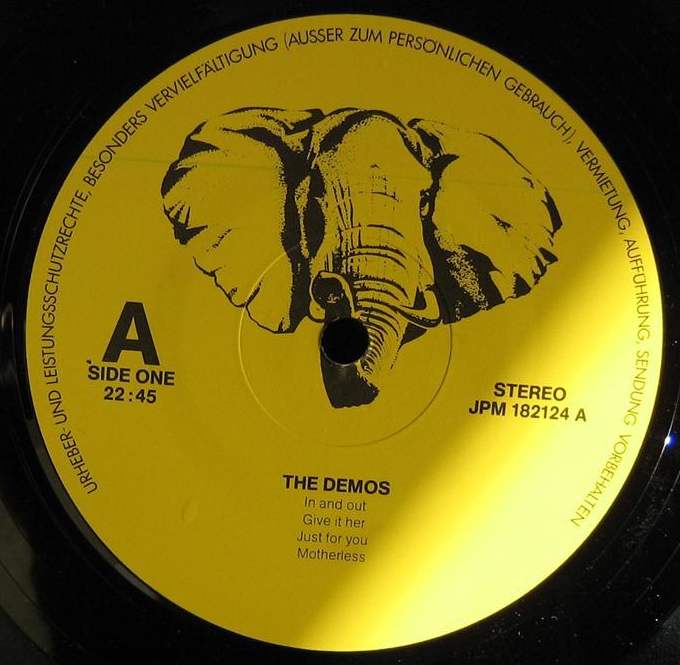 URHEBER- UND LEISTUNGSSCHUTZRECHTE, BESONDERS VERVIELFÄLTIGUNG (AUSSER ZUM PERSÖNLICHEN GEBRAUCH), VERMIETUNG, AUFFÜHRUNG, SENDUNG VORBEHALTEN
A
SIDE ONE
22:45
STEREO
JPM 182124 A
THE DEMOS
In and out
Give it her
Just for you
Motherless